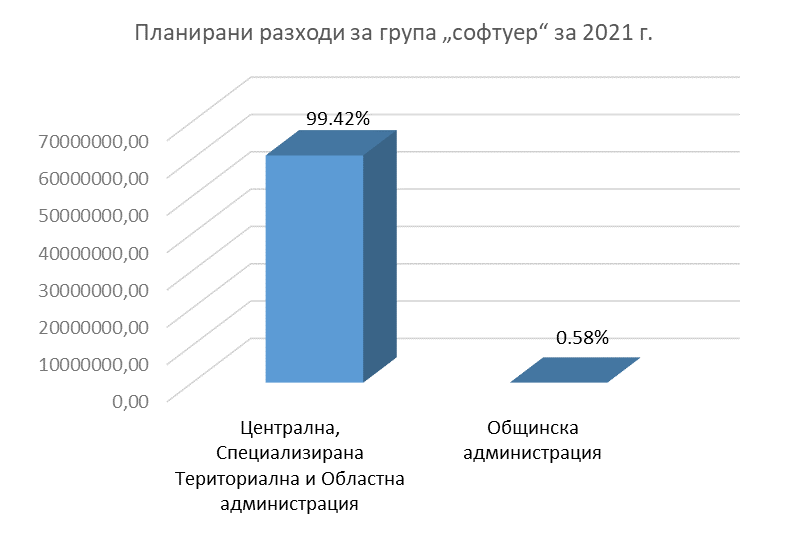 Планирани разходи за група „софтуер“ за 2021 г.
99.42%
70000000,00
60000000,00
50000000,00
40000000,00
30000000,00
20000000,00
10000000,00
0,00
0.58%
Централна,
Специализирана
Териториална и Областна
администрация
Общинска
администрация